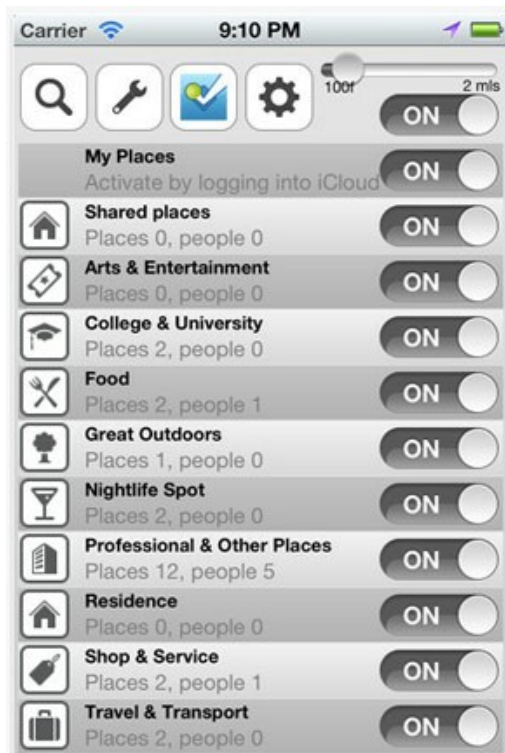 Carrier 9:10 PM
100f 2 mls
ON
My Places
Activate by logging into iCloud ON
Shared places
Places 0, people 0 ON
Arts & Entertainment
Places 0, people 0 ON
College & University
Places 2, people 0 ON
Food
Places 2, people 1 ON
Great Outdoors
Places 1, people 0 ON
Nightlife Spot
Places 2, people 0 ON
Professional & Other Places
Places 12, people 5 ON
Residence
Places 0, people 0 ON
Shop & Service
Places 2, people 1 ON
Travel & Transport
Places 2, people 0 ON